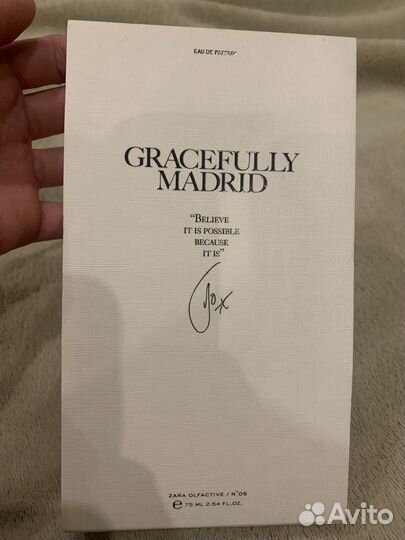 EAU DE PARFUM
GRACEFULLY
MADRID
“BELIEVE
IT IS POSSIBLE
BECAUSE
IT IS”
Jo x
ZARA OLFACTIVE / N°05
e 75 ML 2.54 FL.OZ.
Avito